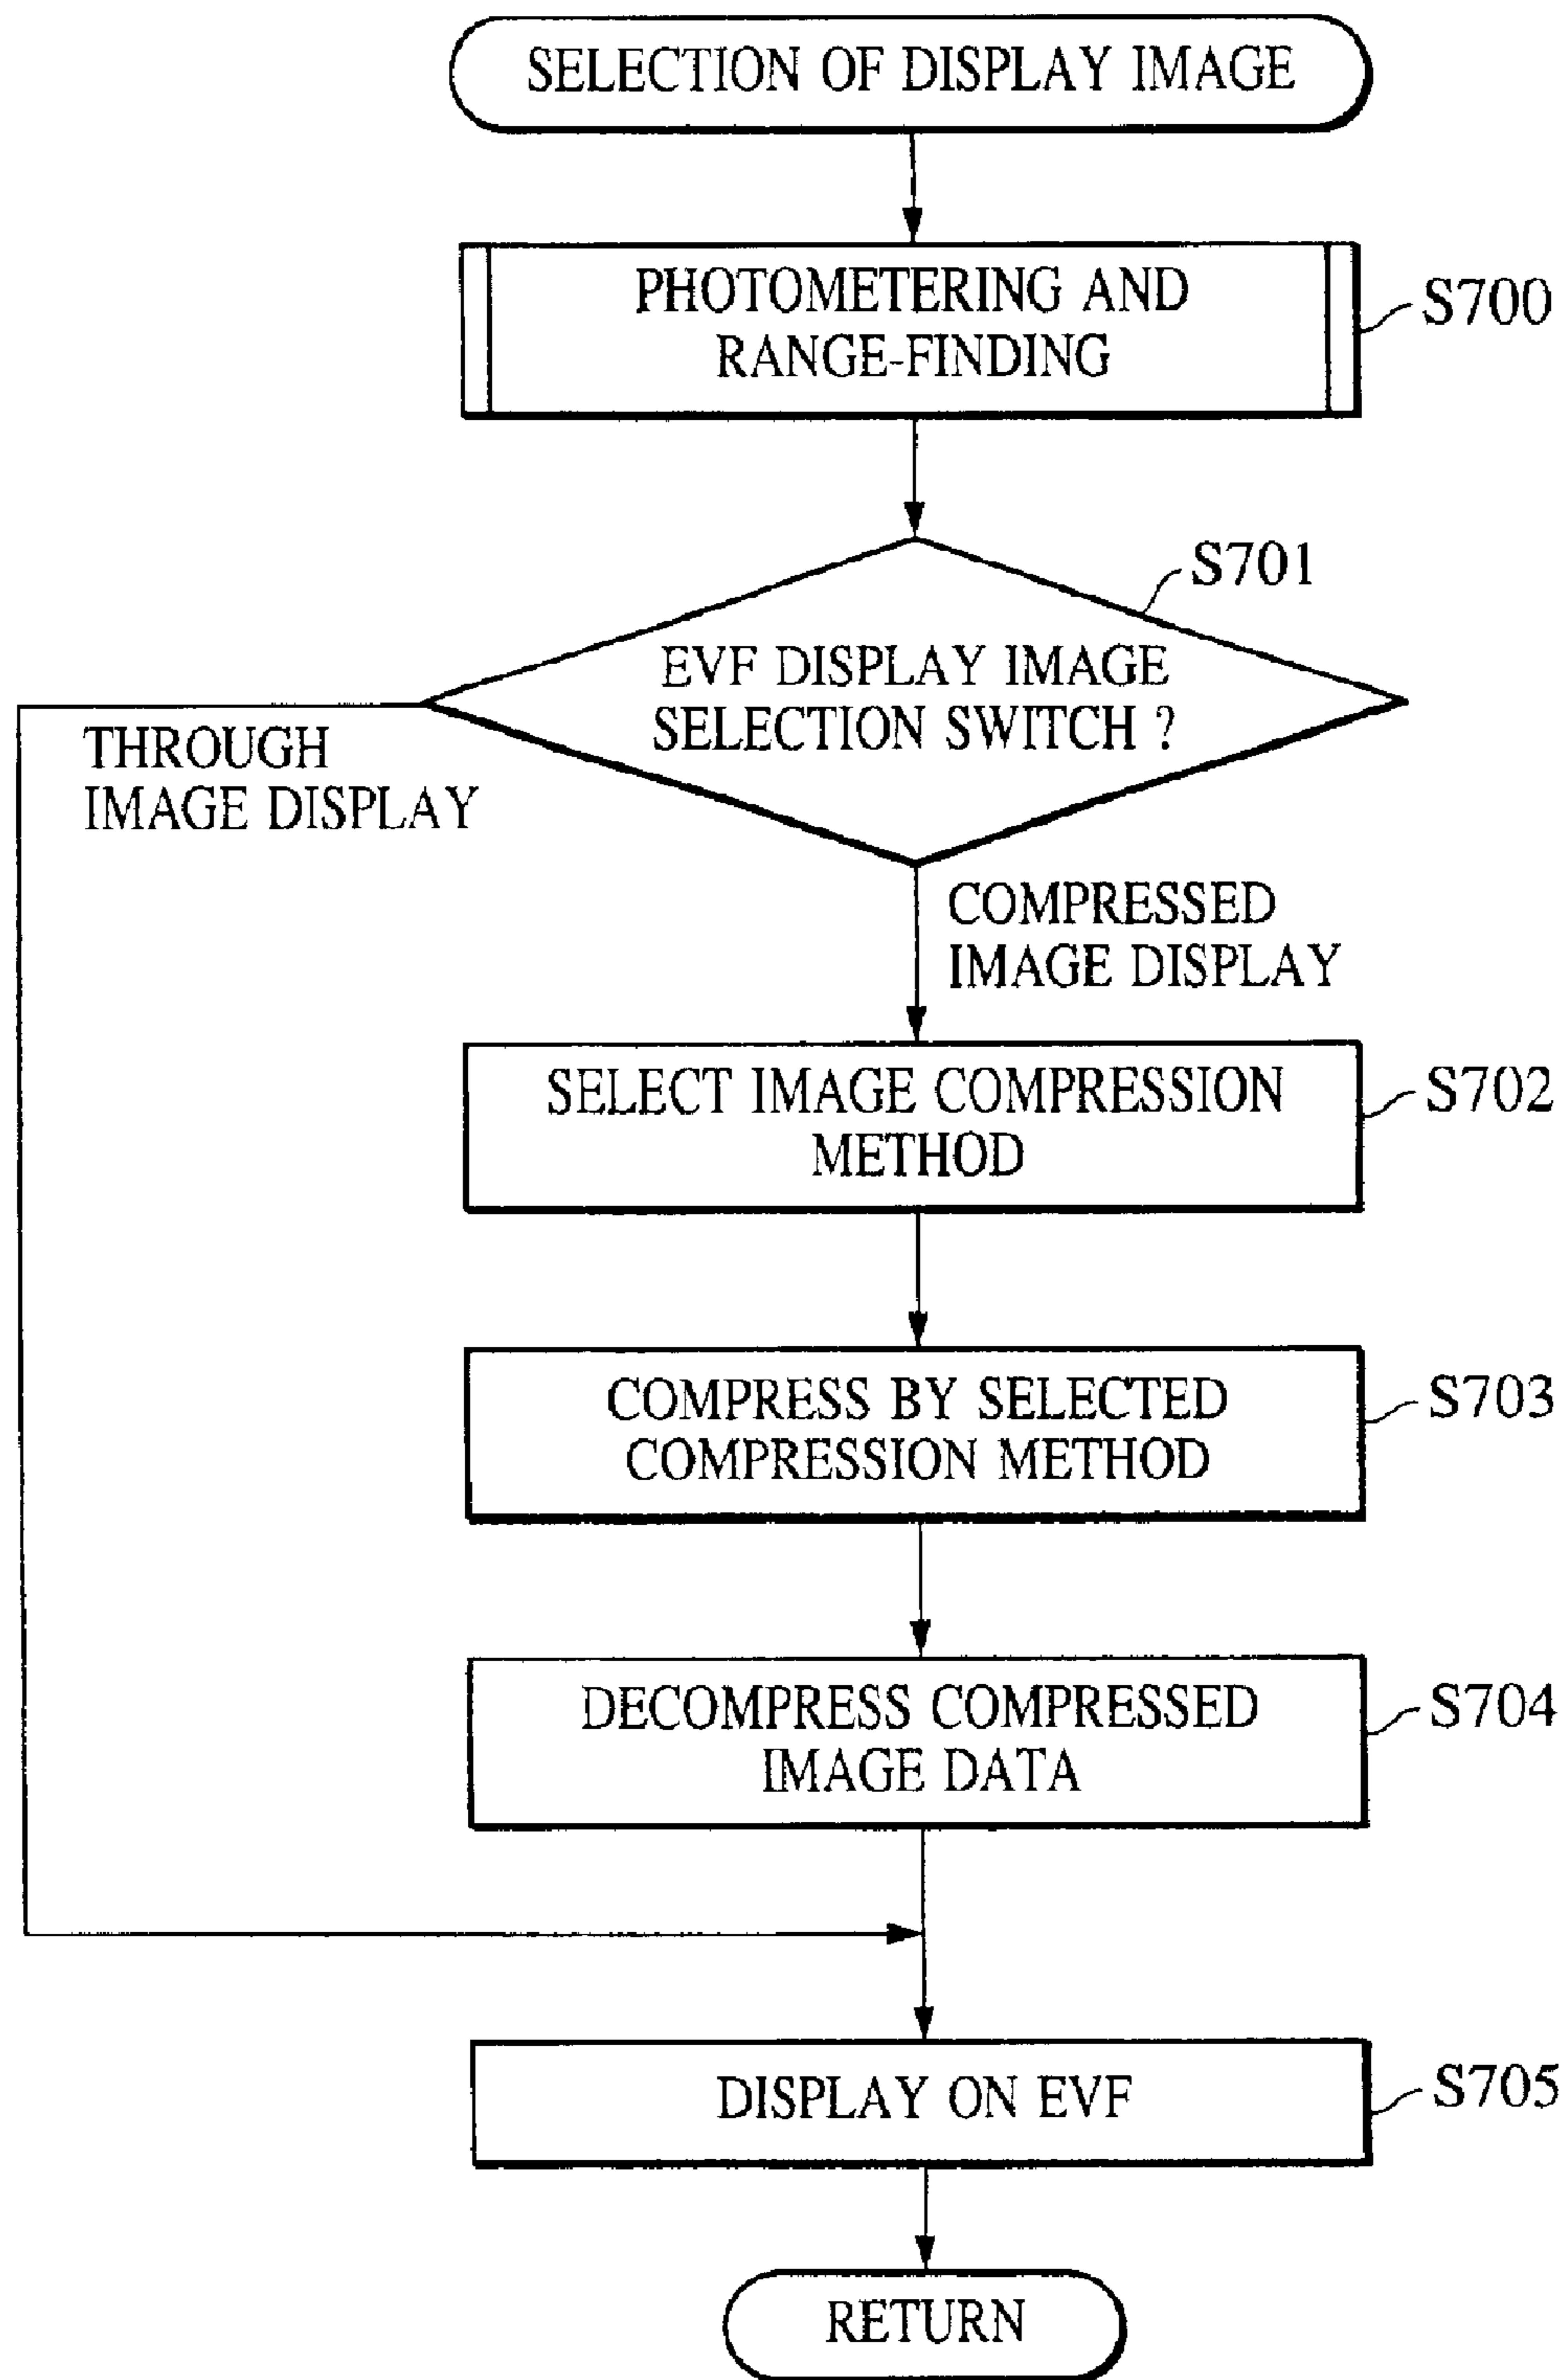 SELECTION OF DISPLAY IMAGE
PHOTOMETERING AND
RANGE-FINDING
S700
S701
EVF DISPLAY IMAGE
SELECTION SWITCH ?
THROUGH
IMAGE DISPLAY
COMPRESSED
IMAGE DISPLAY
SELECT IMAGE COMPRESSION
METHOD
S702
COMPRESS BY SELECTED
COMPRESSION METHOD
S703
DECOMPRESS COMPRESSED
IMAGE DATA
S704
DISPLAY ON EVF
S705
RETURN